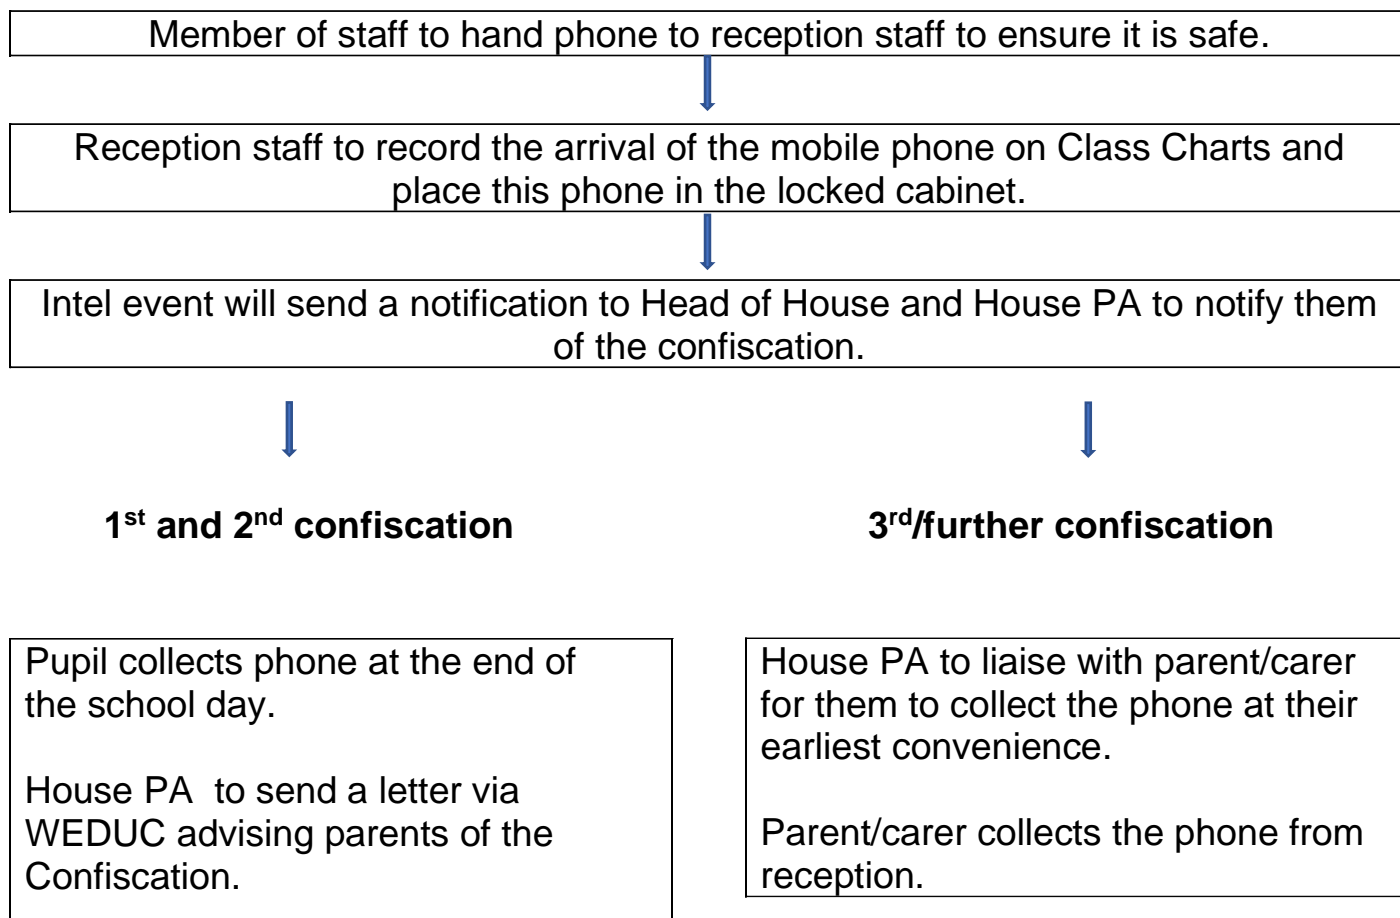 Member of staff to hand phone to reception staff to ensure it is safe.
Reception staff to record the arrival of the mobile phone on Class Charts and
place this phone in the locked cabinet.
Intel event will send a notification to Head of House and House PA to notify them
of the confiscation.
1st and 2nd confiscation
3rd/further confiscation
Pupil collects phone at the end of
the school day.
House PA  to send a letter via
WEDUC advising parents of the
Confiscation.
House PA to liaise with parent/carer
for them to collect the phone at their
earliest convenience.
Parent/carer collects the phone from
reception.